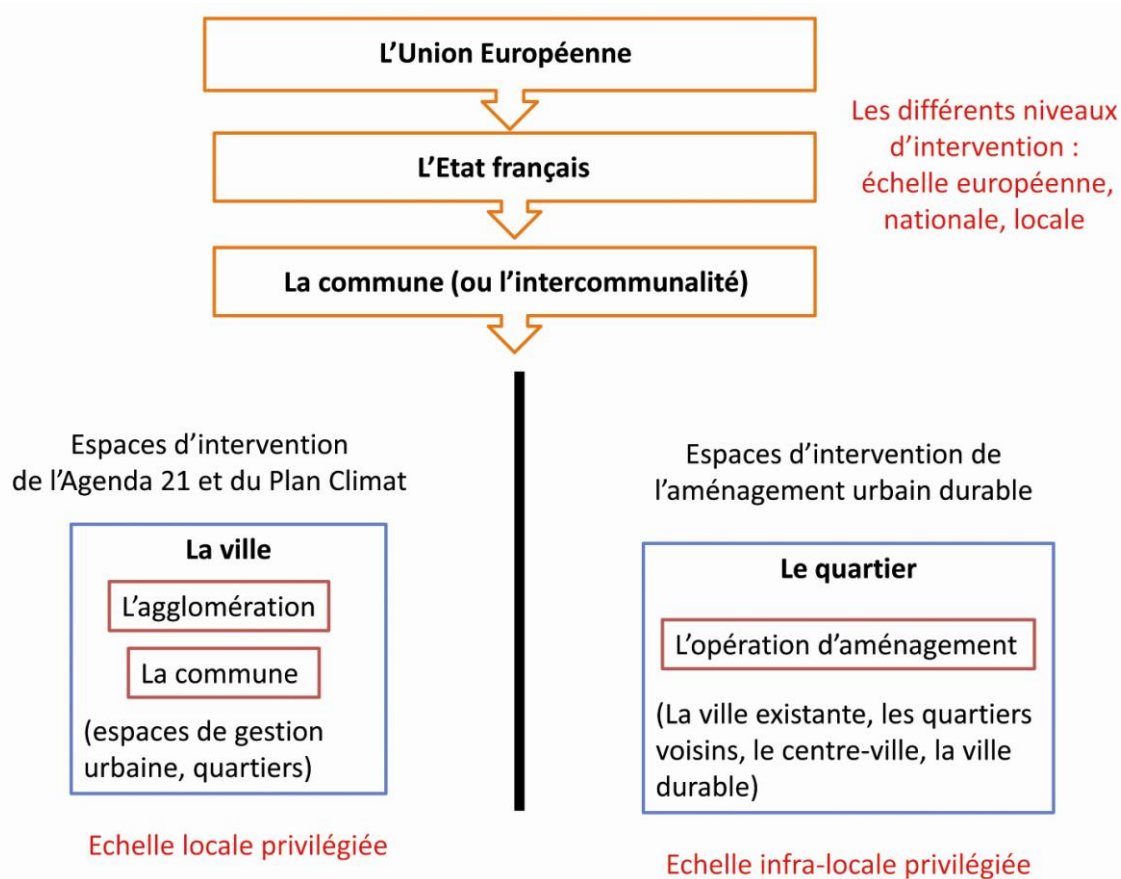 L'Union Européenne
Les différents niveaux
d'intervention :
échelle européenne,
nationale, locale
L'Etat français
La commune (ou l'intercommunalité)
Espaces d'intervention
de l'Agenda 21 et du Plan Climat
La ville
L'agglomération
La commune
(espaces de gestion
urbaine, quartiers)
Echelle locale privilégiée
Espaces d'intervention de
l'aménagement urbain durable
Le quartier
L'opération d'aménagement
(La ville existante, les quartiers
voisins, le centre-ville, la ville
durable)
Echelle infra-locale privilégiée